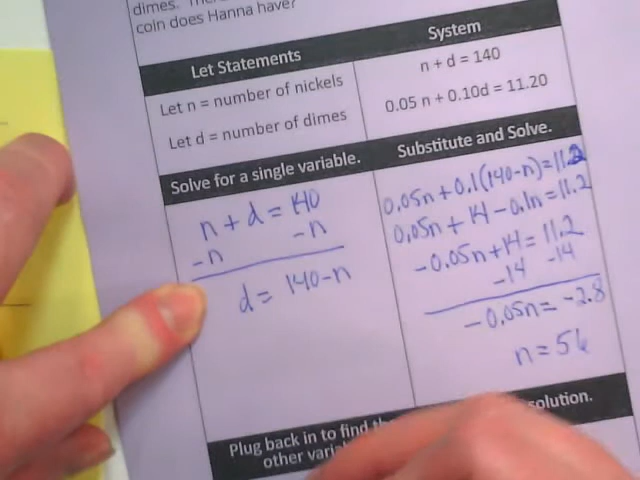 dimes.
coin does Hanna have?
Let Statements
System
Let n = number of nickels
Let d = number of dimes
n + d = 140
0.05 n + 0.10d = 11.20
Solve for a single variable.
Substitute and Solve.
n + d = 140
-n -n
d = 140-n
0.05n + 0.1(140-n) = 11.2
0.05n + 14 - 0.1n = 11.2
-0.05n + 14 = 11.2
-14 -14
-0.05n = -2.8
n = 56
Plug back in to find
other
solution.